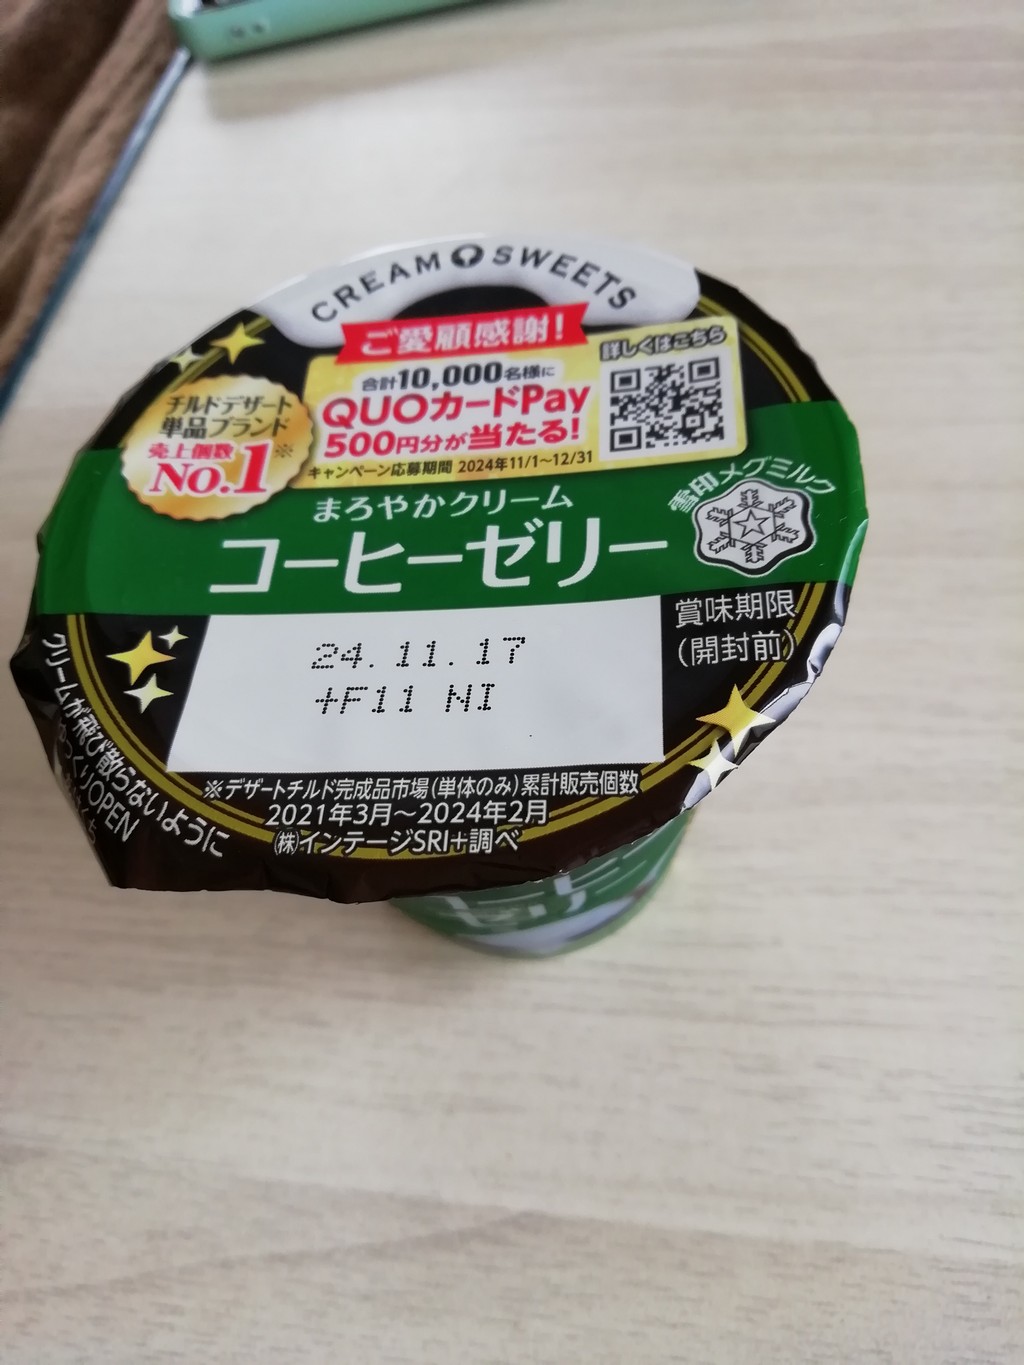 CREAM SWEETS
ご愛顧感謝!
合計10,000名様に
QUOカードPay
500円分が当たる!
キャンペーン応募期間 2024年11/1~12/31
詳しくはこちら
チルドデザート
単品ブランド
売上個数
No.1※
雪印メグミルク
まろやかクリーム
コーヒーゼリー
賞味期限
(開封前)
24.11.17
+F11 NI
※デザートチルド完成品市場(単体のみ)累計販売個数
2021年3月~2024年2月
㈱インテージSRI+調べ
クリームが飛び散らないように
ゆっくりOPEN